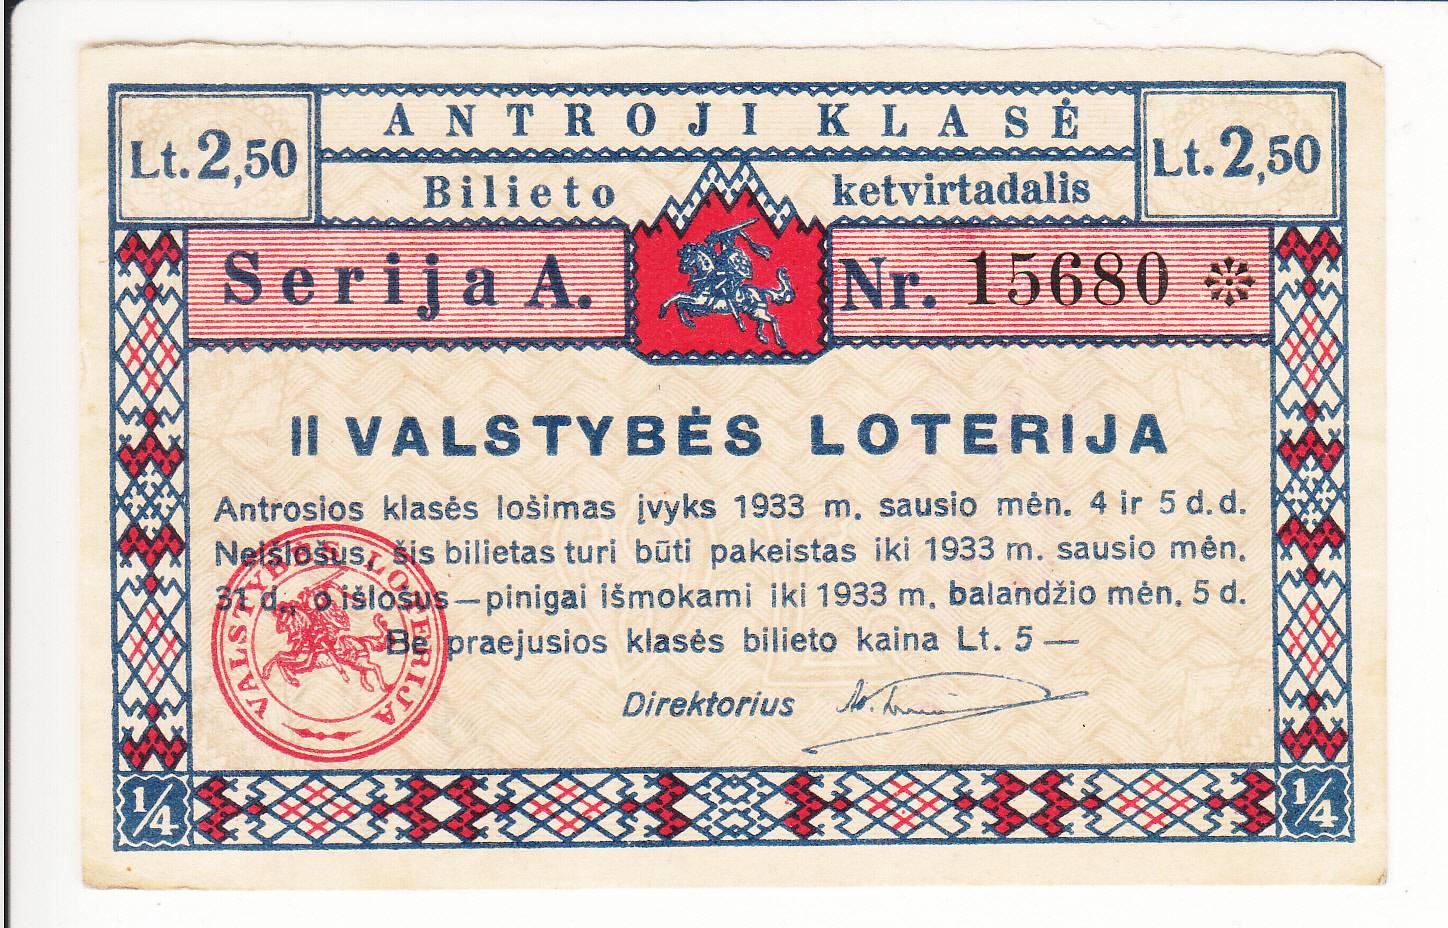 ANTROJI KLASĖ
Lt. 2,50
Lt. 2,50
Bilieto ketvirtadalis
Serija A. Nr. 15680
II VALSTYBĖS LOTERIJA
Antrosios klasės lošimas įvyks 1933 m. sausio mėn. 4 ir 5 d.d.
Neišlošus, šis bilietas turi būti pakeistas iki 1933 m. sausio mėn.
31 d., o išlošus—pinigai išmokami iki 1933 m. balandžio mėn. 5 d.
Be praejusios klasės bilieto kaina Lt. 5 —
VALSTYBĖS LOTERIJA
Direktorius
1/4
1/4